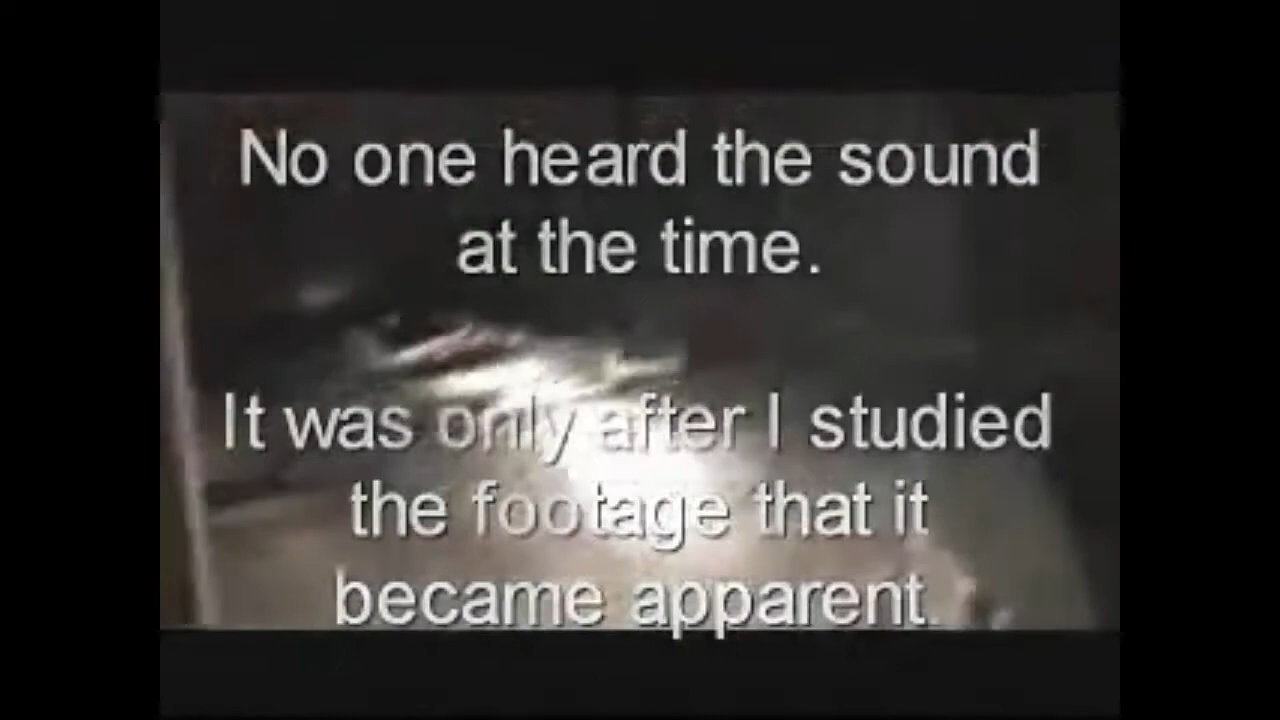 No one heard the sound
at the time.
It was only after I studied
the footage that it
became apparent.